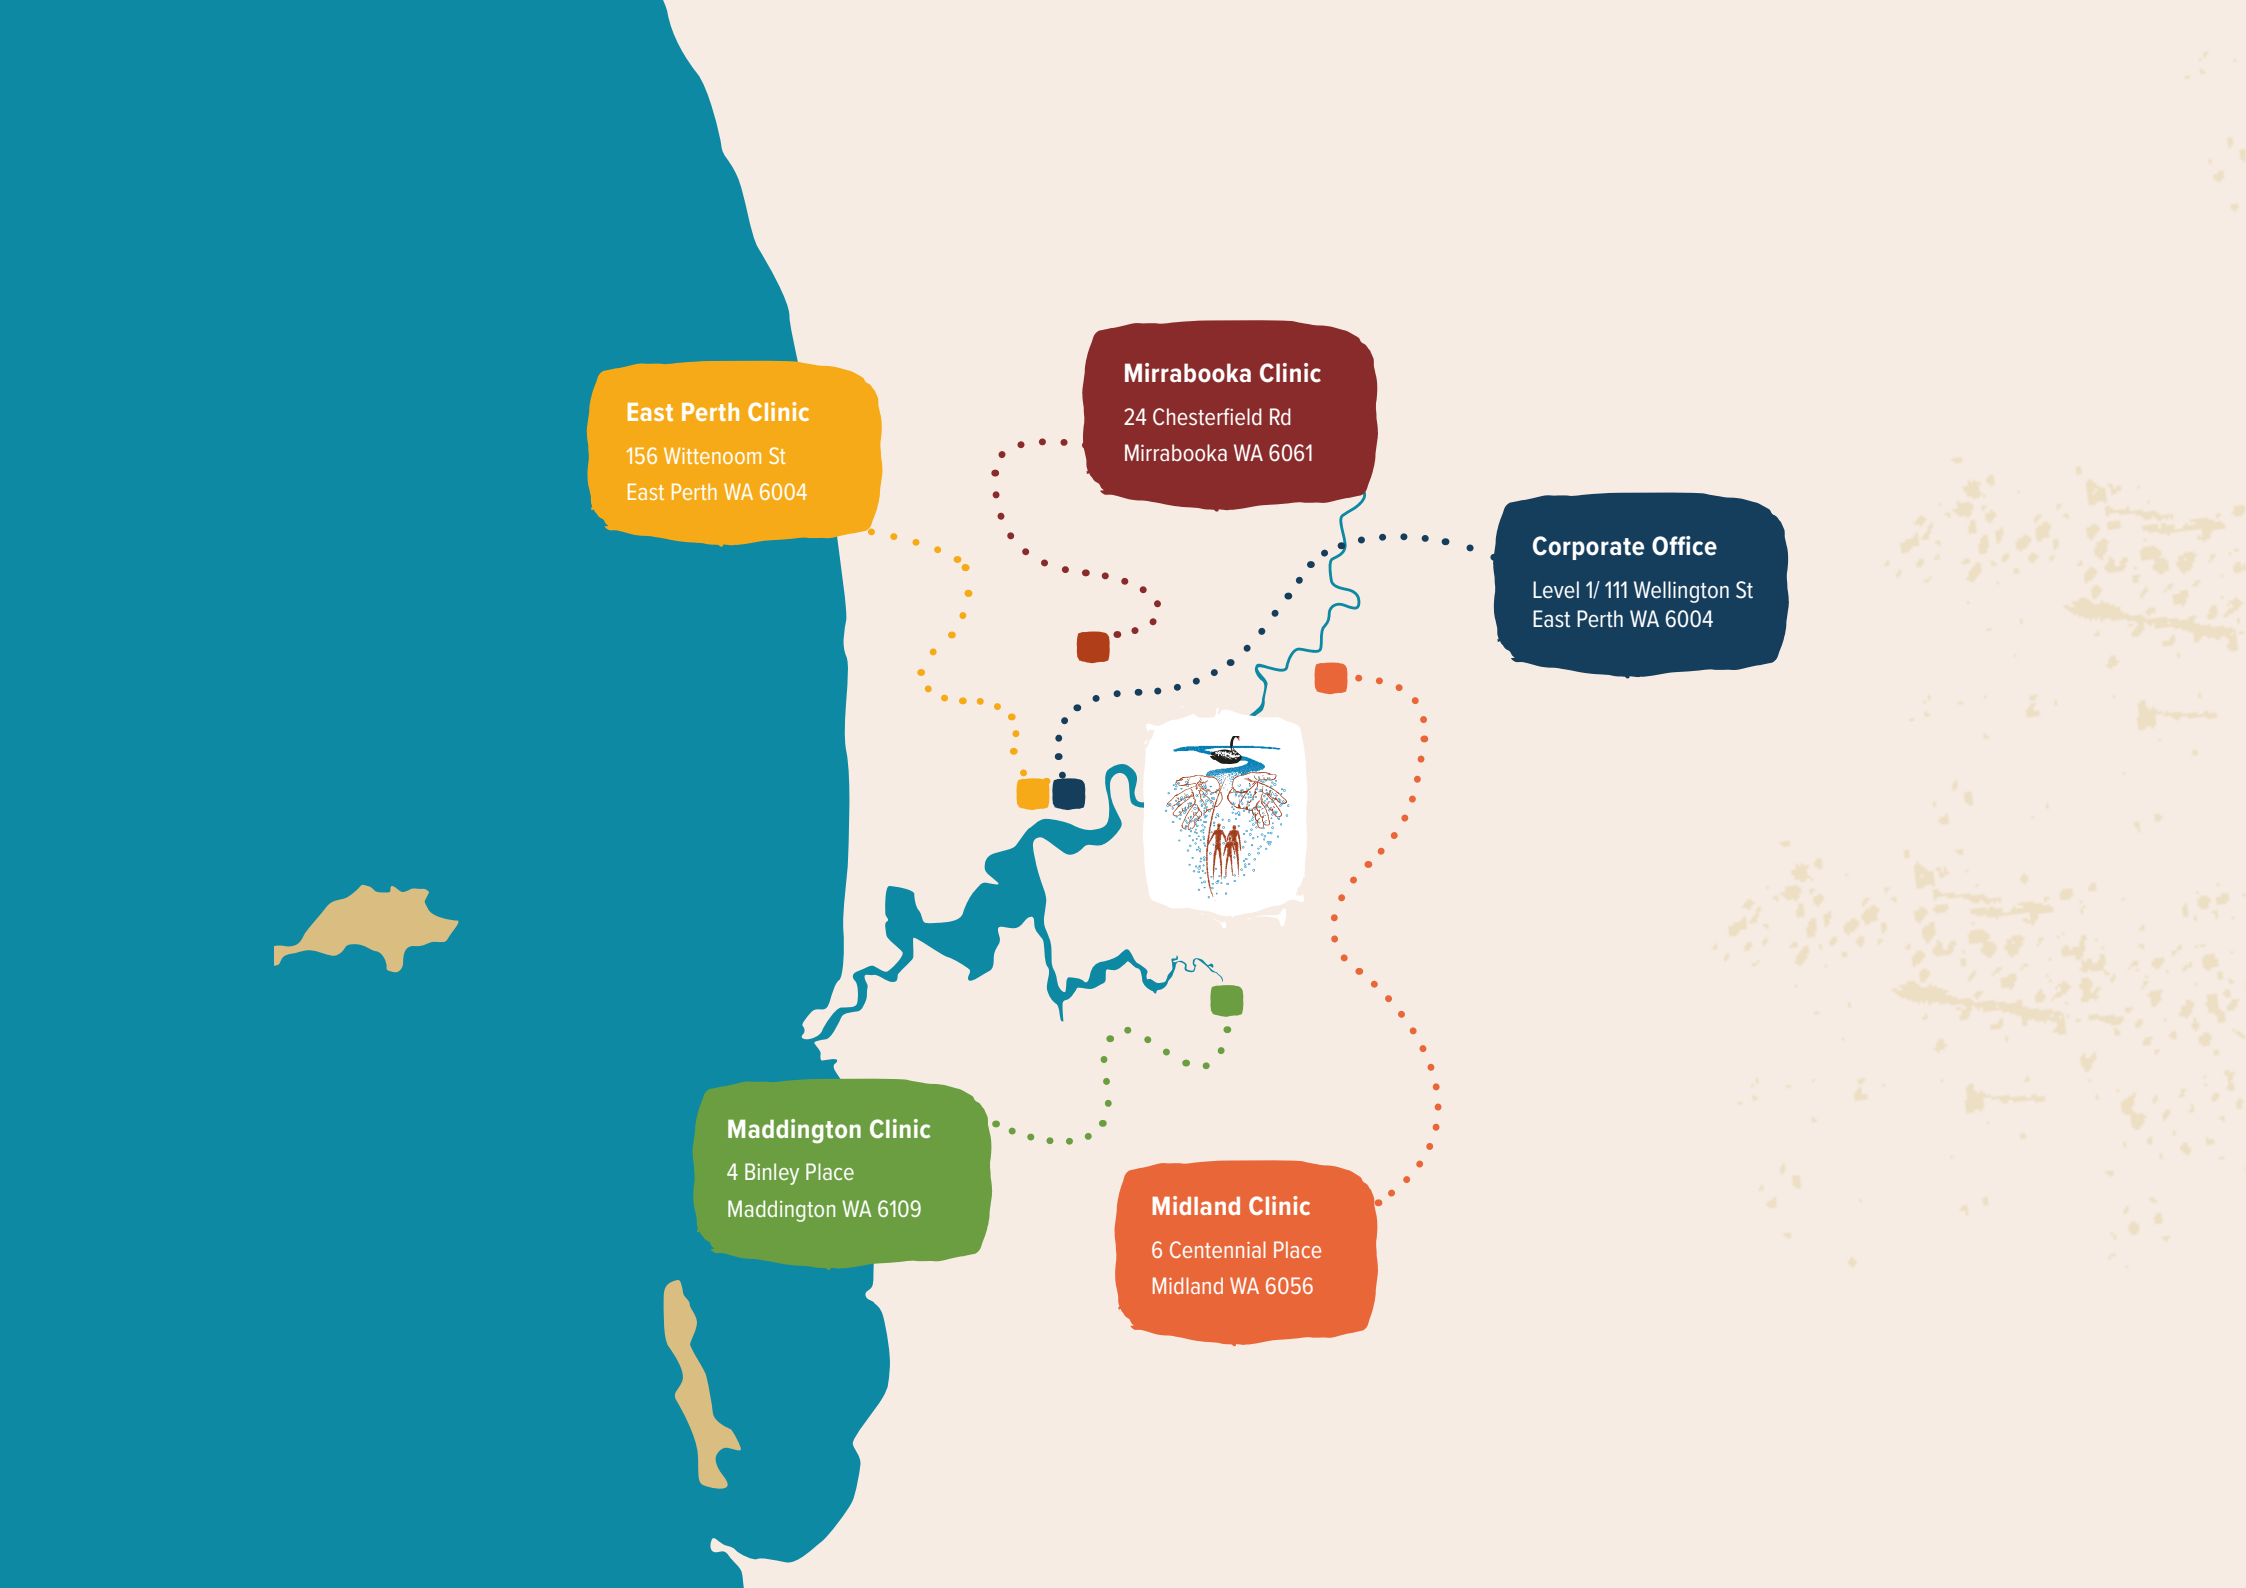 Mirrabooka Clinic
24 Chesterfield Rd
Mirrabooka WA 6061
East Perth Clinic
156 Wittenoom St
East Perth WA 6004
Corporate Office
Level 1/ 111 Wellington St
East Perth WA 6004
Maddington Clinic
4 Binley Place
Maddington WA 6109
Midland Clinic
6 Centennial Place
Midland WA 6056